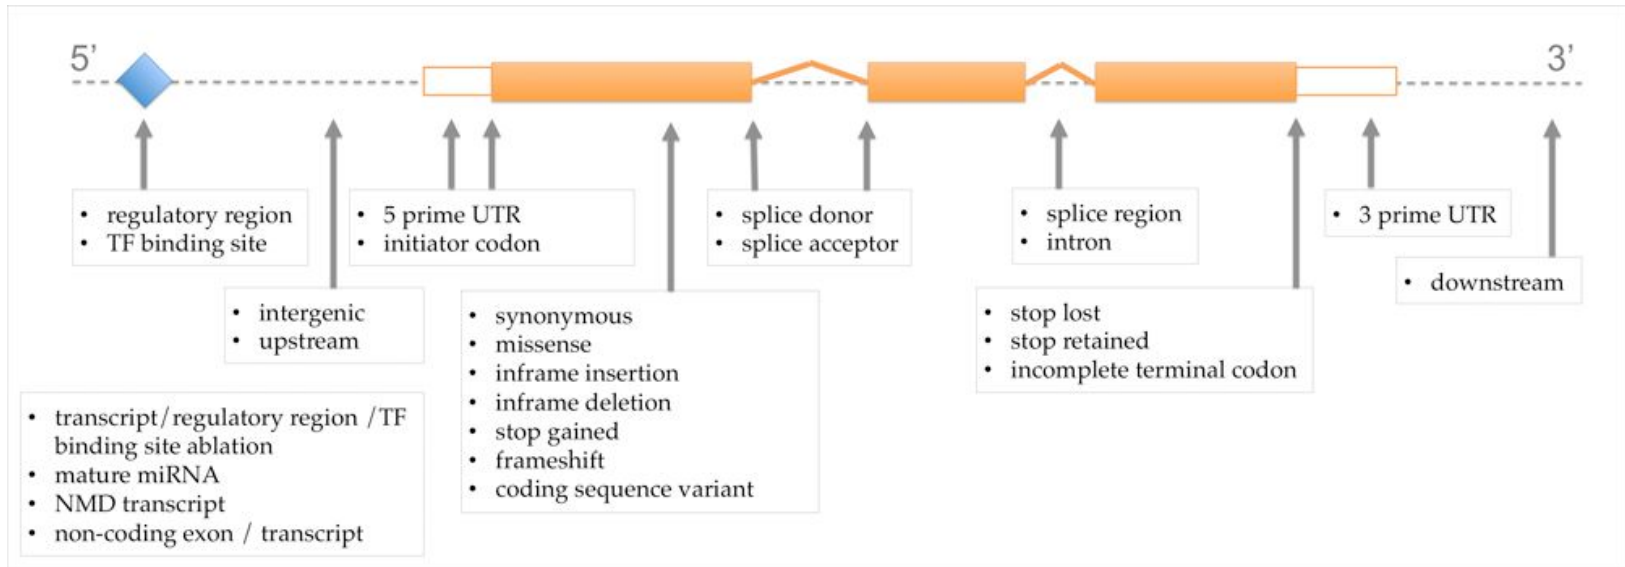 5’
3’
• regulatory region
• TF binding site
• 5 prime UTR
• initiator codon
• splice donor
• splice acceptor
• splice region
• intron
• 3 prime UTR
• downstream
• intergenic
• upstream
• synonymous
• missense
• inframe insertion
• inframe deletion
• stop gained
• frameshift
• coding sequence variant
• stop lost
• stop retained
• incomplete terminal codon
• transcript/regulatory region /TF
binding site ablation
• mature miRNA
• NMD transcript
• non-coding exon / transcript